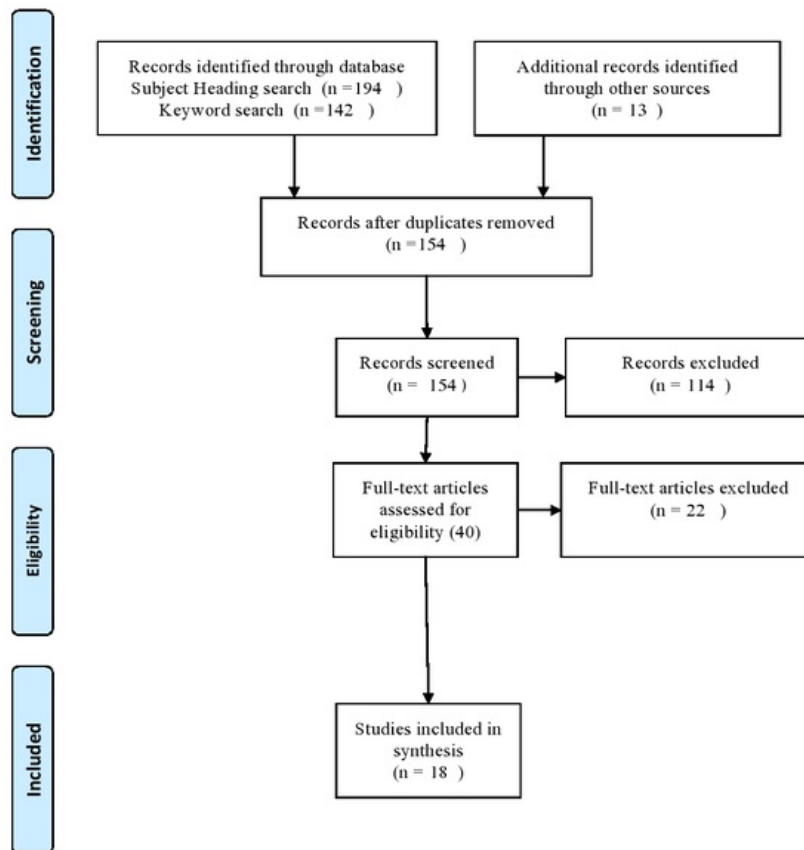 Identification
Records identified through database
Subject Heading search (n =194 )
Keyword search (n =142 )
Additional records identified
through other sources
(n = 13 )
Records after duplicates removed
(n =154 )
Screening
Records screened
(n = 154 )
Records excluded
(n = 114 )
Eligibility
Full-text articles
assessed for
eligibility (40)
Full-text articles excluded
(n = 22 )
Included
Studies included in
synthesis
(n = 18 )